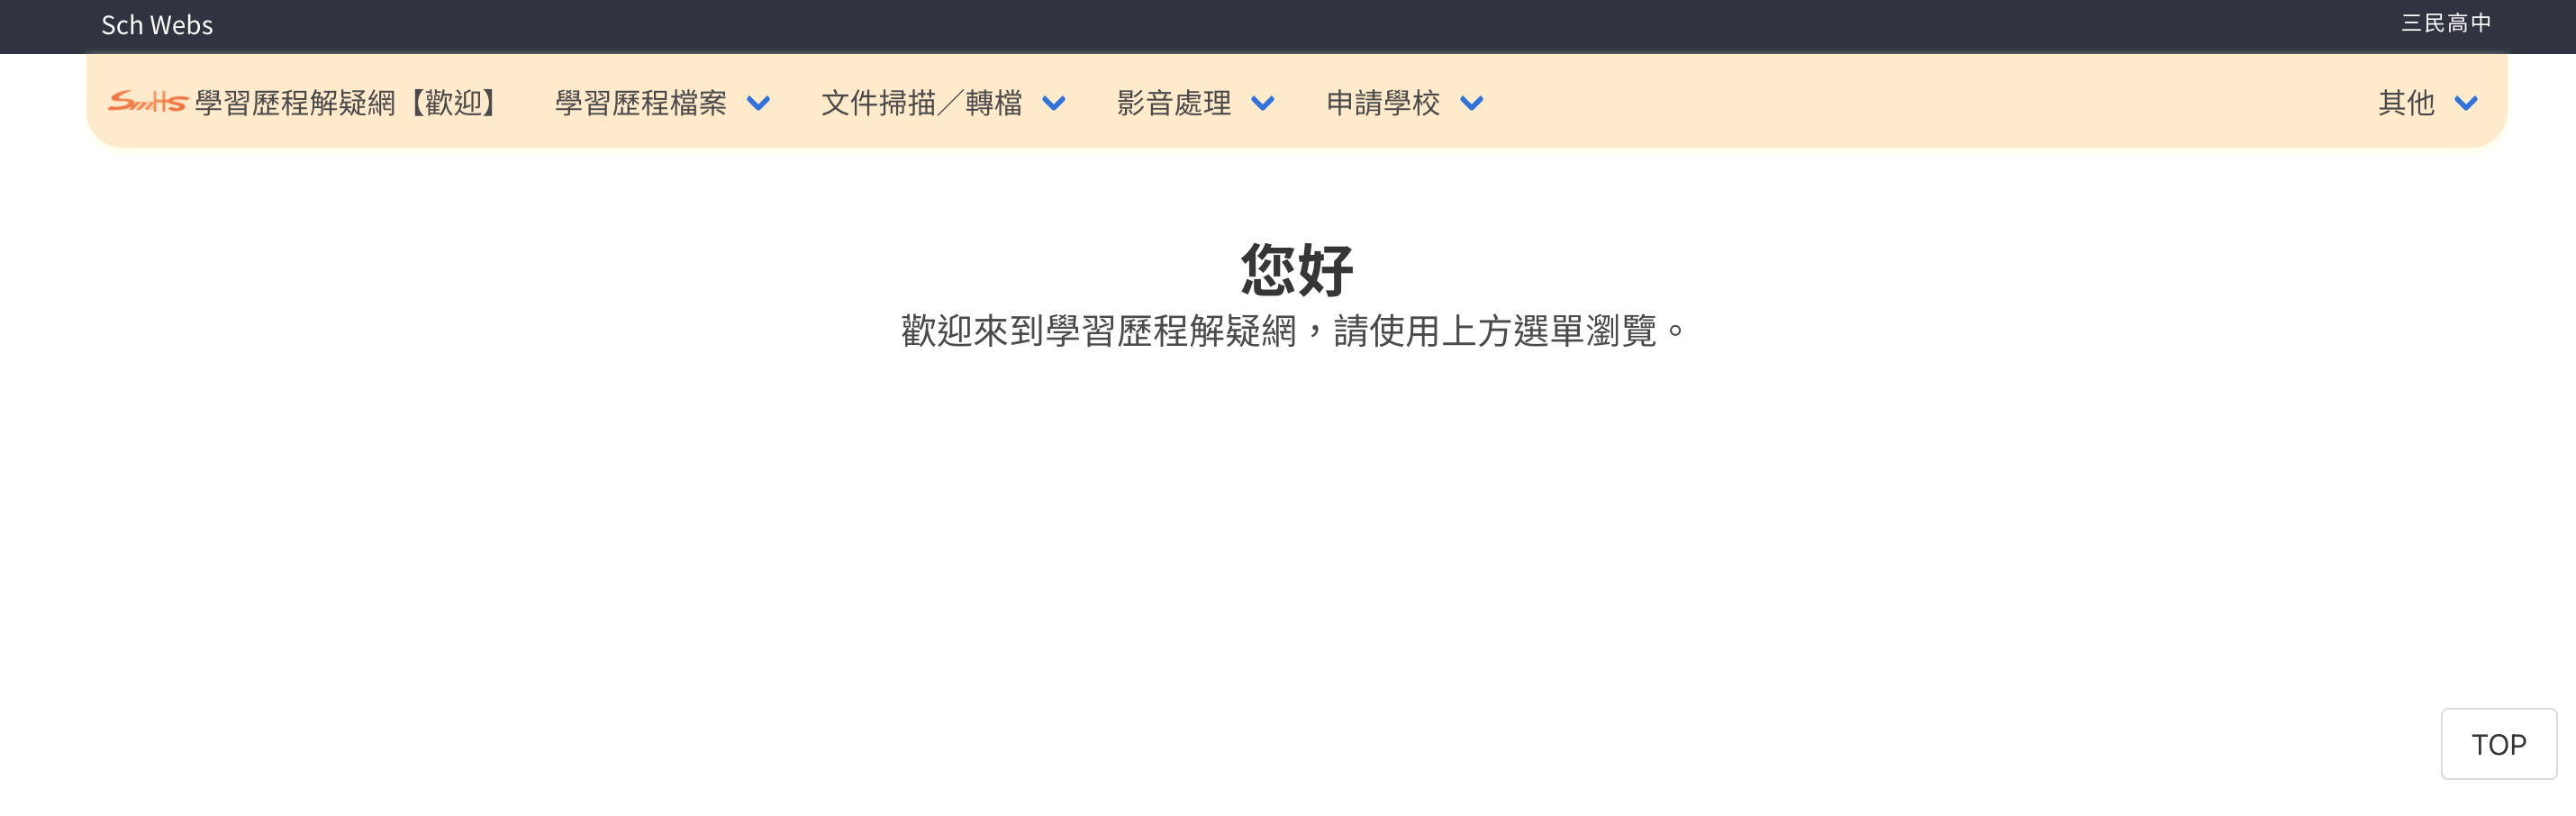 Sch Webs 三民高中
SmHS 學習歷程解疑網【歡迎】 學習歷程檔案 文件掃描／轉檔 影音處理 申請學校 其他
您好
歡迎來到學習歷程解疑網，請使用上方選單瀏覽。
TOP